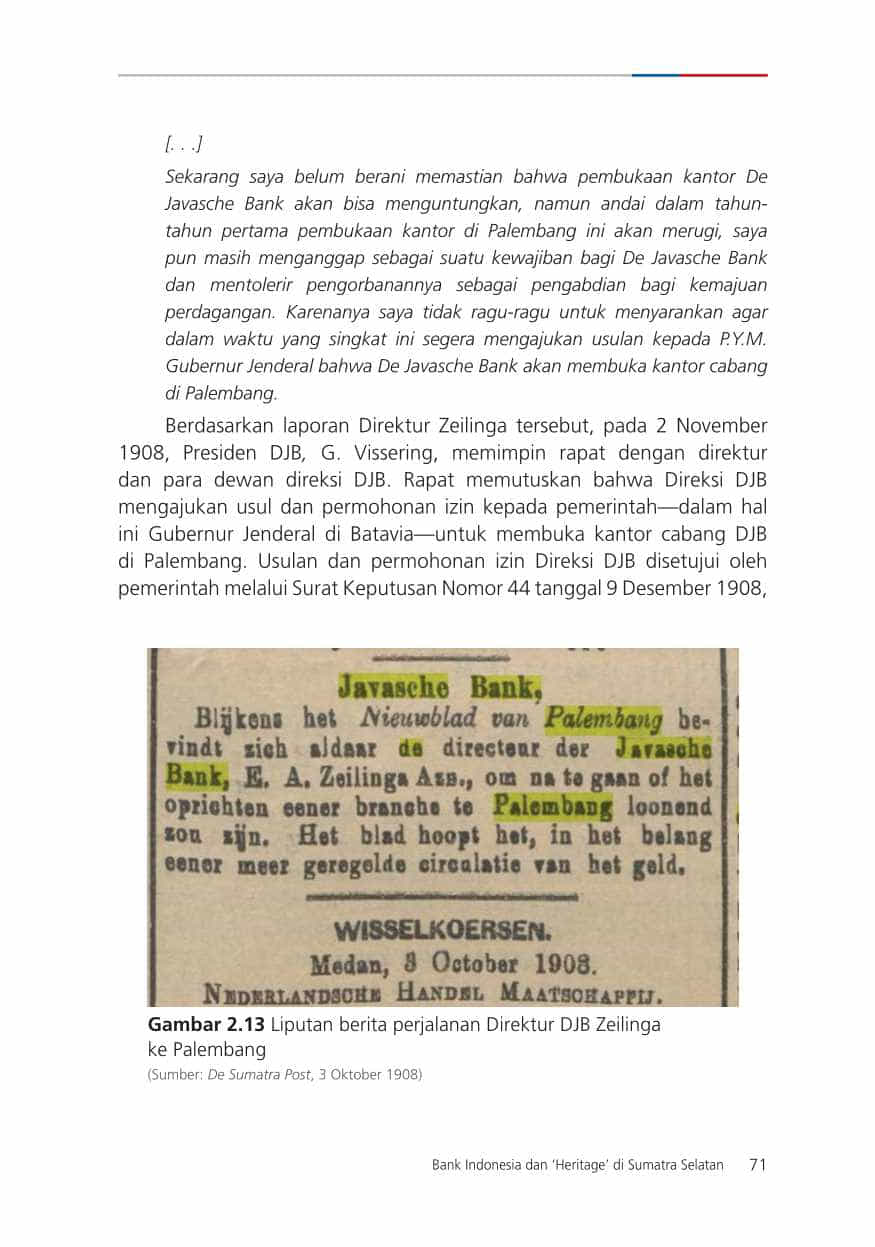 [. . .]
Sekarang saya belum berani memastian bahwa pembukaan kantor De
Javasche Bank akan bisa menguntungkan, namun andai dalam tahun-
tahun pertama pembukaan kantor di Palembang ini akan merugi, saya
pun masih menganggap sebagai suatu kewajiban bagi De Javasche Bank
dan mentolerir pengorbanannya sebagai pengabdian bagi kemajuan
perdagangan. Karenanya saya tidak ragu-ragu untuk menyarankan agar
dalam waktu yang singkat ini segera mengajukan usulan kepada P.Y.M.
Gubernur Jenderal bahwa De Javasche Bank akan membuka kantor cabang
di Palembang.
Berdasarkan laporan Direktur Zeilinga tersebut, pada 2 November
1908, Presiden DJB, G. Vissering, memimpin rapat dengan direktur
dan para dewan direksi DJB. Rapat memutuskan bahwa Direksi DJB
mengajukan usul dan permohonan izin kepada pemerintah—dalam hal
ini Gubernur Jenderal di Batavia—untuk membuka kantor cabang DJB
di Palembang. Usulan dan permohonan izin Direksi DJB disetujui oleh
pemerintah melalui Surat Keputusan Nomor 44 tanggal 9 Desember 1908,
Javasche Bank,
Blijkens het Nieuwblad van Palembang be-
vindt zich aldaar de directeur der Javasche
Bank, E. A. Zeilinga Azn., om na te gaan of het
oprichten eener branche te Palembang loonend
zou zijn. Het blad hoopt het, in het belang
eener meer geregelde circulatie van het geld.
WISSELKOERSEN.
Medan, 3 October 1908.
NEDERLANDSCHE HANDEL MAATSCHAPPIJ.
Gambar 2.13 Liputan berita perjalanan Direktur DJB Zeilinga
ke Palembang
(Sumber: De Sumatra Post, 3 Oktober 1908)
Bank Indonesia dan ‘Heritage’ di Sumatra Selatan 71